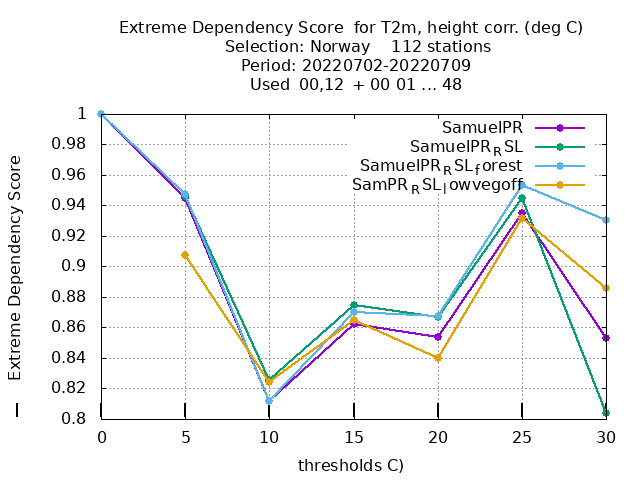 Extreme Dependency Score  for T2m, height corr. (deg C)
Selection: Norway    112 stations
Period: 20220702-20220709
Used  00,12  + 00 01 ... 48
SamuelPR
SamuelPR_RSL
SamuelPR_RSL_forest
SamPR_RSL_lowvegoff
Extreme Dependency Score
1
0.98
0.96
0.94
0.92
0.9
0.88
0.86
0.84
0.82
0.8
0 5 10 15 20 25 30
thresholds C)